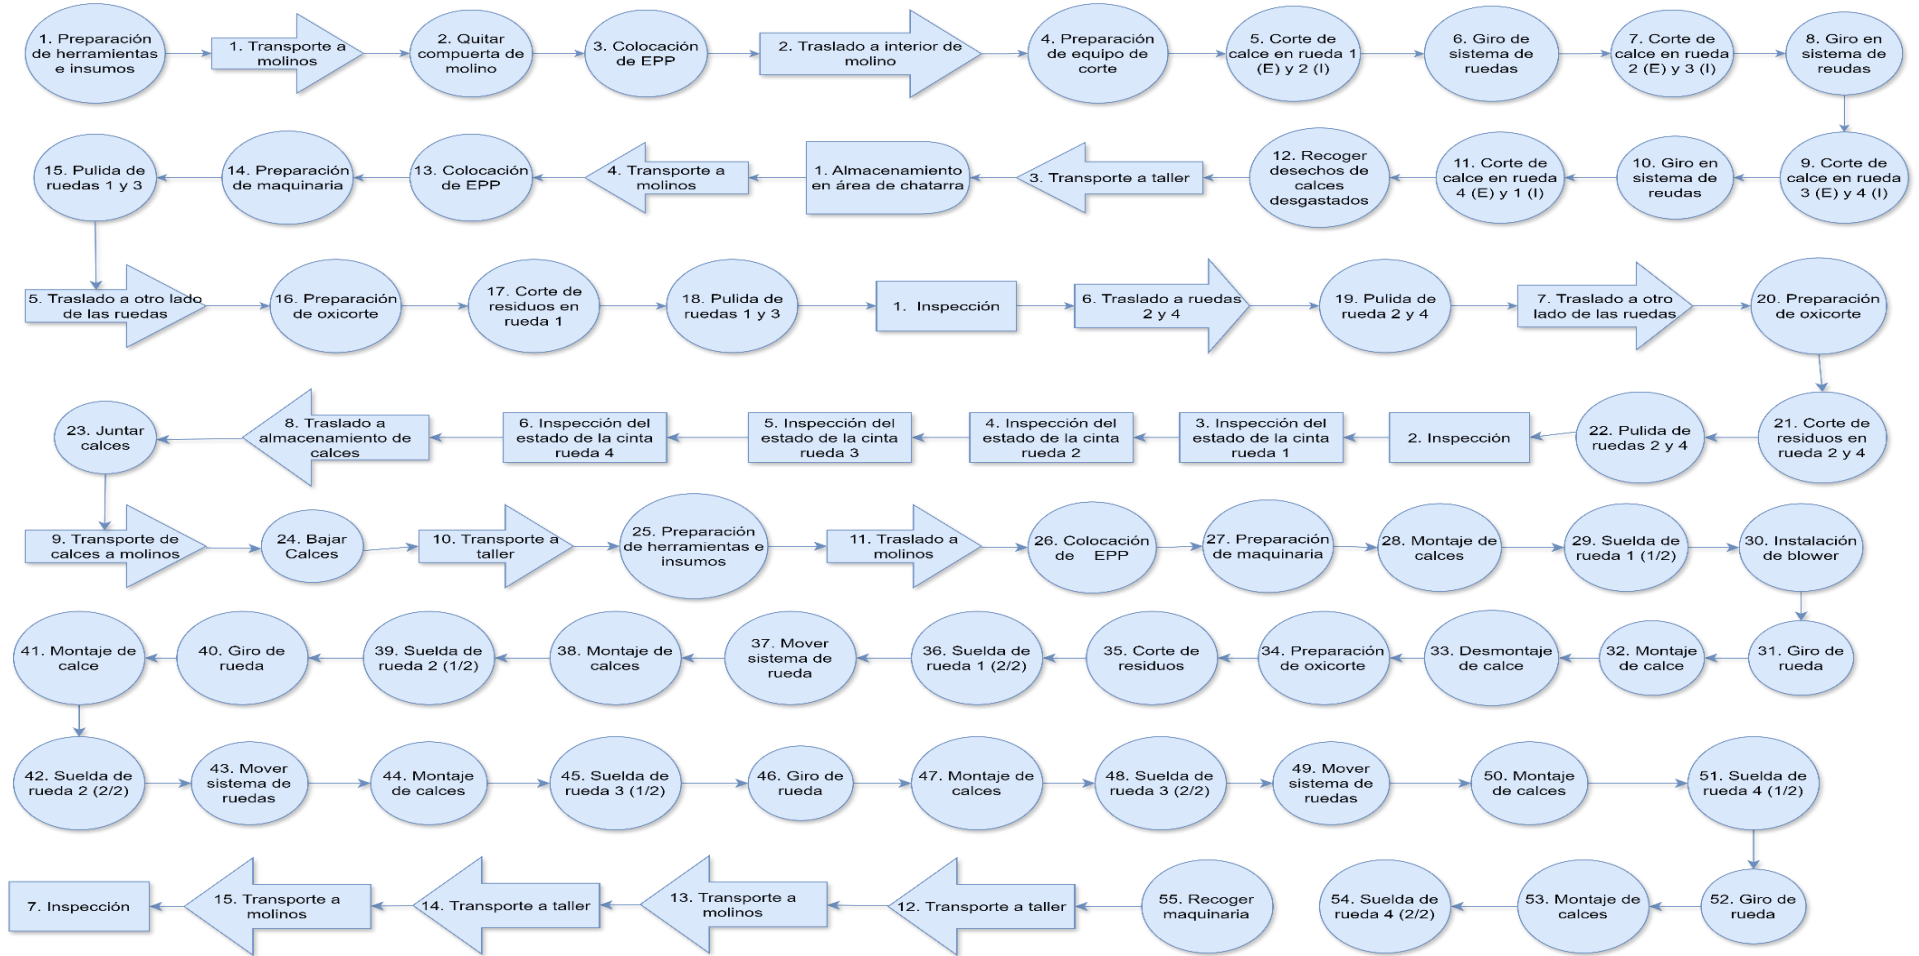 1. Preparación
de herramientas
e insumos
1. Transporte a
molinos
2. Quitar
compuerta de
molino
3. Colocación
de EPP
2. Traslado a interior de
molino
4. Preparación
de equipo de
corte
5. Corte de
calce en rueda 1
(E) y 2 (I)
6. Giro de
sistema de
ruedas
7. Corte de
calce en rueda
2 (E) y 3 (I)
8. Giro en
sistema de
reudas
9. Corte de
calce en rueda
3 (E) y 4 (I)
10. Giro en
sistema de
reudas
11. Corte de
calce en rueda
4 (E) y 1 (I)
12. Recoger
desechos de
calces
desgastados
3. Transporte a taller
1. Almacenamiento
en área de chatarra
4. Transporte a
molinos
13. Colocación
de EPP
14. Preparación
de maquinaria
15. Pulida de
ruedas 1 y 3
5. Traslado a otro lado
de las ruedas
16. Preparación
de oxicorte
17. Corte de
residuos en
rueda 1
18. Pulida de
ruedas 1 y 3
1. Inspección
6. Traslado a ruedas
2 y 4
19. Pulida de
rueda 2 y 4
7. Traslado a otro
lado de las ruedas
20. Preparación
de oxicorte
21. Corte de
residuos en
rueda 2 y 4
22. Pulida de
ruedas 2 y 4
2. Inspección
3. Inspección del
estado de la cinta
rueda 1
4. Inspección del
estado de la cinta
rueda 2
5. Inspección del
estado de la cinta
rueda 3
6. Inspección del
estado de la cinta
rueda 4
8. Traslado a
almacenamiento de
calces
23. Juntar
calces
9. Transporte de
calces a molinos
24. Bajar
Calces
10. Transporte a
taller
25. Preparación
de herramientas e
insumos
11. Traslado a
molinos
26. Colocación
de EPP
27. Preparación
de maquinaria
28. Montaje de
calces
29. Suelda de
rueda 1 (1/2)
30. Instalación
de blower
31. Giro de
rueda
32. Montaje
de calce
33. Desmontaje
de calce
34. Preparación
de oxicorte
35. Corte de
residuos
36. Suelda de
rueda 1 (2/2)
37. Mover
sistema de
rueda
38. Montaje de
calces
39. Suelda de
rueda 2 (1/2)
40. Giro de
rueda
41. Montaje de
calce
42. Suelda de
rueda 2 (2/2)
43. Mover
sistema de
ruedas
44. Montaje
de calces
45. Suelda de
rueda 3 (1/2)
46. Giro de
rueda
47. Montaje de
calces
48. Suelda de
rueda 3 (2/2)
49. Mover
sistema de
ruedas
50. Montaje
de calces
51. Suelda de
rueda 4 (1/2)
52. Giro de
rueda
53. Montaje de
calces
54. Suelda de
rueda 4 (2/2)
55. Recoger
maquinaria
12. Transporte a taller
13. Transporte a
molinos
14. Transporte a taller
15. Transporte a
molinos
7. Inspección